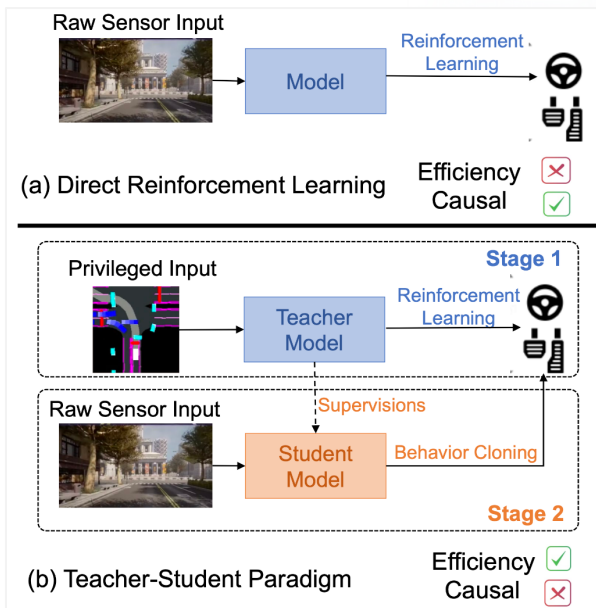 Raw Sensor Input
Model
Reinforcement
Learning
(a) Direct Reinforcement Learning
Efficiency
Causal
Stage 1
Privileged Input
Teacher
Model
Reinforcement
Learning
Supervisions
Raw Sensor Input
Student
Model
Behavior Cloning
Stage 2
(b) Teacher-Student Paradigm
Efficiency
Causal